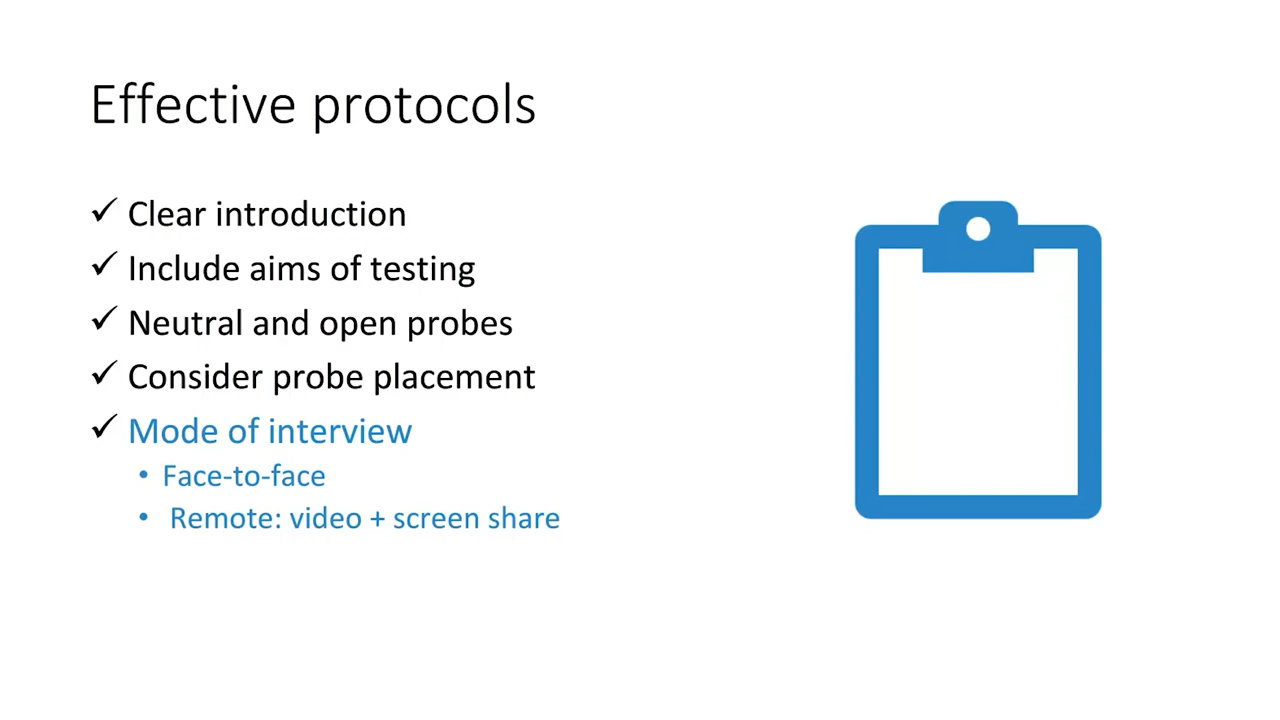 Effective protocols
✓ Clear introduction
✓ Include aims of testing
✓ Neutral and open probes
✓ Consider probe placement
✓ Mode of interview
• Face-to-face
• Remote: video + screen share